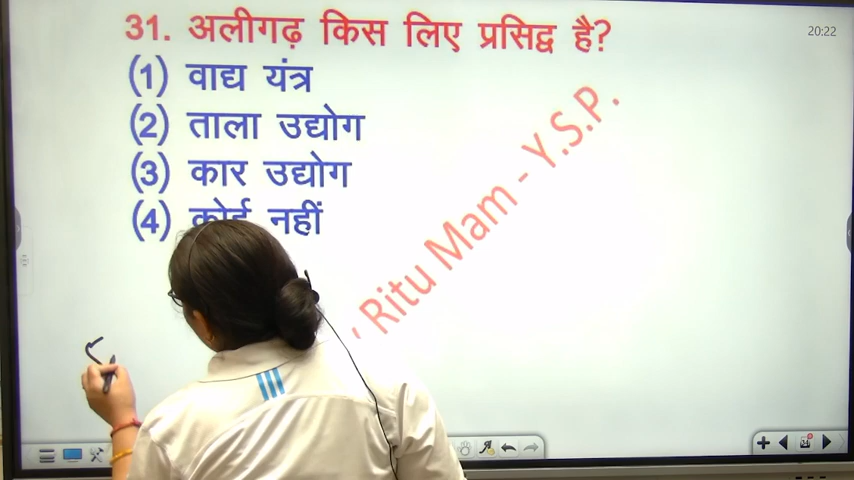 31. अलीगढ़ किस लिए प्रसिद्व है?
20:22
(1) वाद्य यंत्र
(2) ताला उद्योग
(3) कार उद्योग
(4) कोई नहीं
Ritu Mam - Y.S.P.